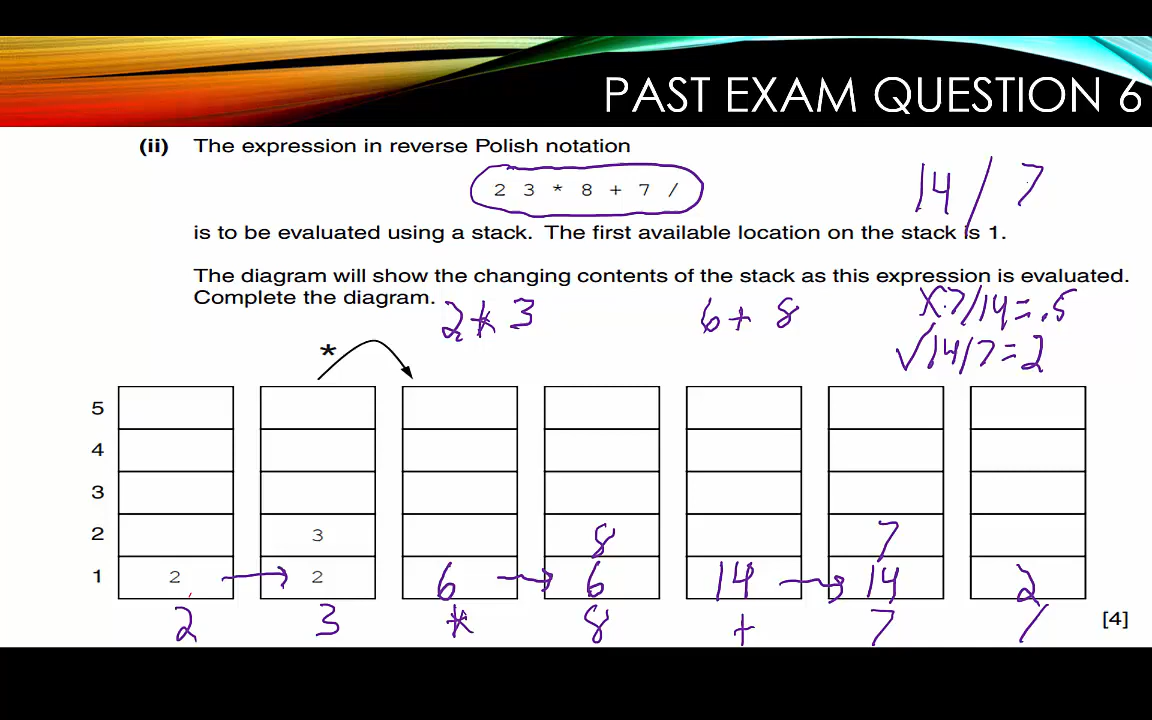 PAST EXAM QUESTION 6
(ii) The expression in reverse Polish notation
2 3 * 8 + 7 /
14 / 7
is to be evaluated using a stack. The first available location on the stack is 1.
The diagram will show the changing contents of the stack as this expression is evaluated.
Complete the diagram.
2 * 3 6 + 8 X 7/14 = .5
√ 14/7 = 2
*
5
4
3
2 3 8 7
1 2 2 6 6 14 14 2
2 3 * 8 + 7 / [4]